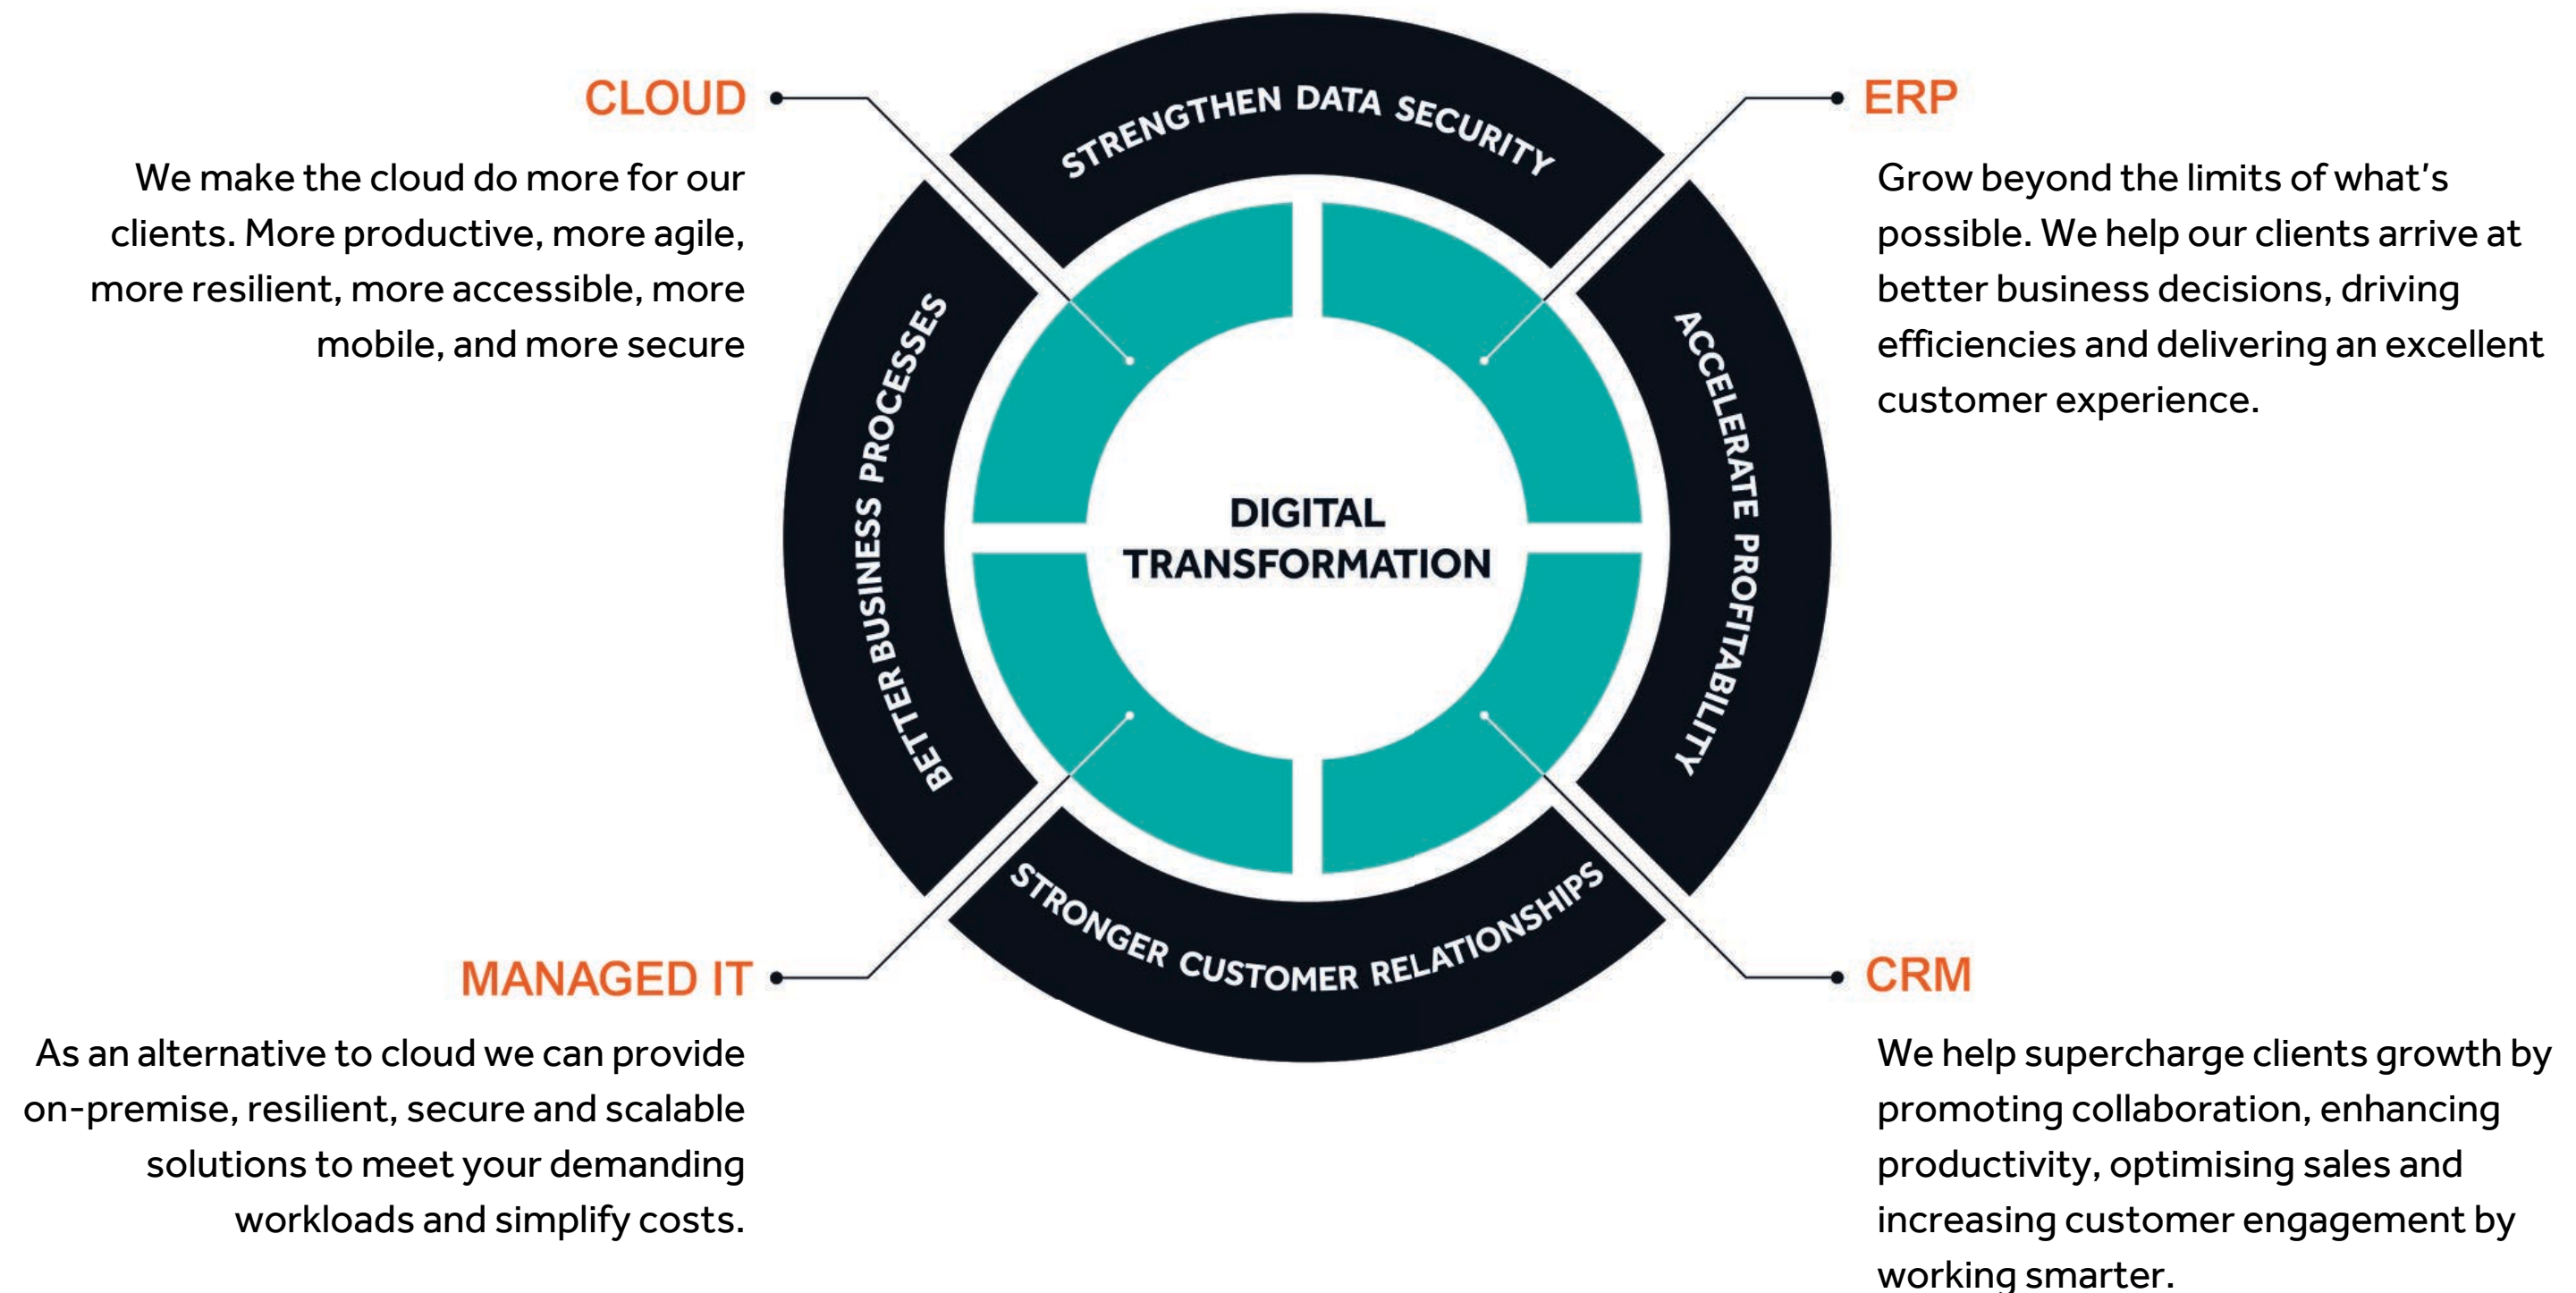 CLOUD
We make the cloud do more for our
clients. More productive, more agile,
more resilient, more accessible, more
mobile, and more secure
ERP
Grow beyond the limits of what's
possible. We help our clients arrive at
better business decisions, driving
efficiencies and delivering an excellent
customer experience.
STRENGTHEN DATA SECURITY
BETTER BUSINESS PROCESSES
ACCELERATE PROFITABILITY
DIGITAL
TRANSFORMATION
STRONGER CUSTOMER RELATIONSHIPS
MANAGED IT
As an alternative to cloud we can provide
on-premise, resilient, secure and scalable
solutions to meet your demanding
workloads and simplify costs.
CRM
We help supercharge clients growth by
promoting collaboration, enhancing
productivity, optimising sales and
increasing customer engagement by
working smarter.